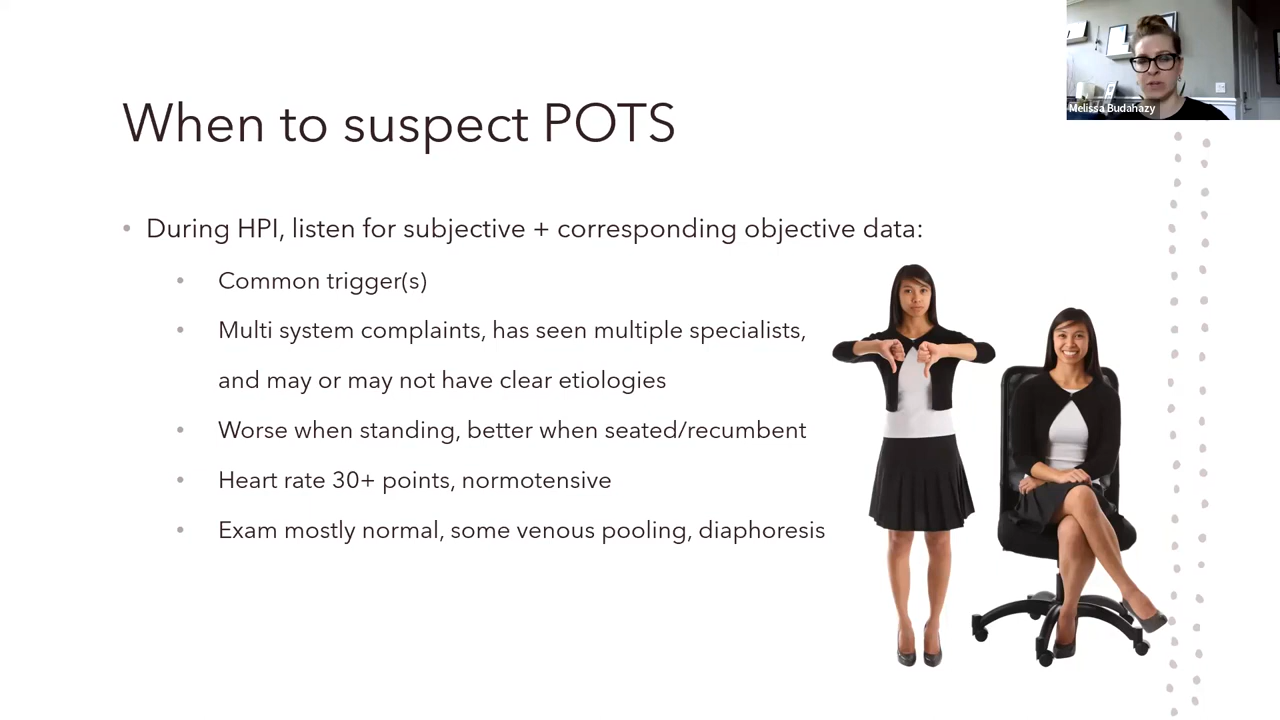 Melissa Budahazy
When to suspect POTS
• During HPI, listen for subjective + corresponding objective data:
• Common trigger(s)
• Multi system complaints, has seen multiple specialists,
and may or may not have clear etiologies
• Worse when standing, better when seated/recumbent
• Heart rate 30+ points, normotensive
• Exam mostly normal, some venous pooling, diaphoresis